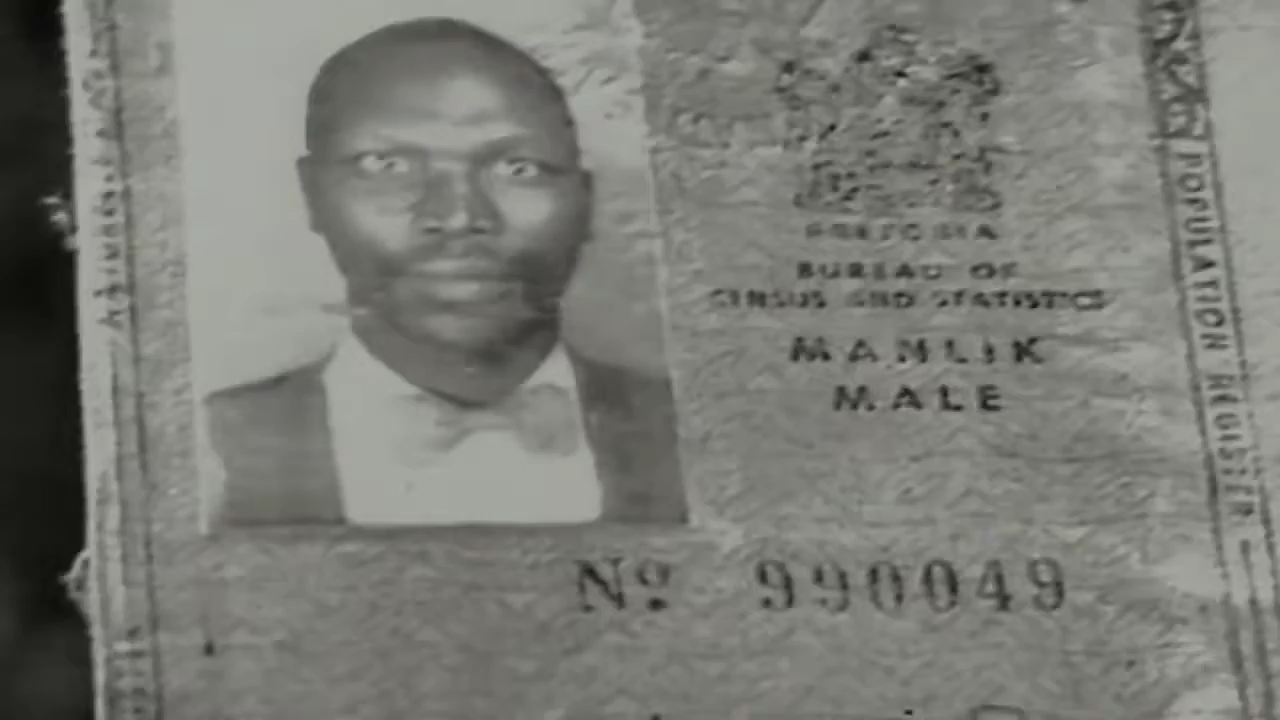 PRETORIA
BUREAU OF
CENSUS AND STATISTICS
MANLIK
MALE
POPULATION REGISTER
Nº 990049